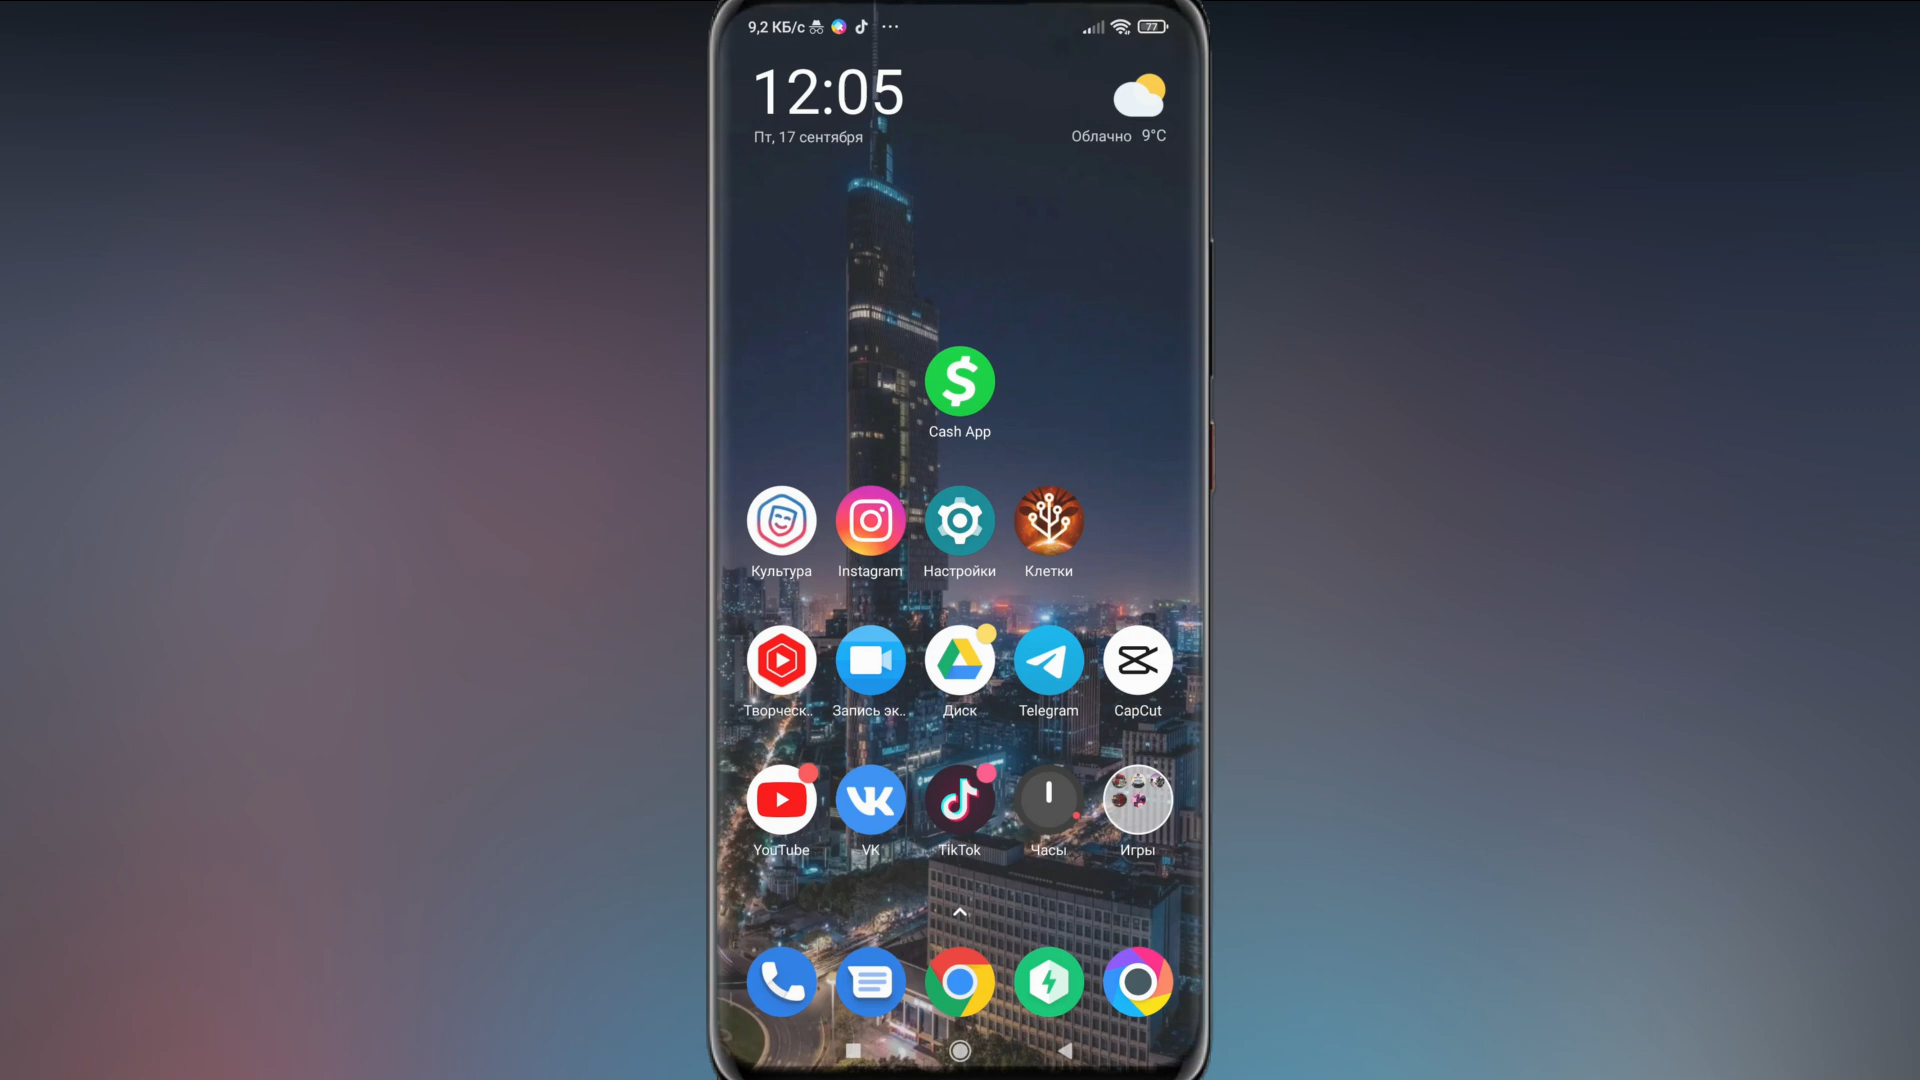 9,2 КБ/с
77
12:05
Пт, 17 сентября
Облачно 9°C
Cash App
Культура
Instagram
Настройки
Клетки
Творческ..
Запись эк..
Диск
Telegram
CapCut
YouTube
VK
TikTok
Часы
Игры